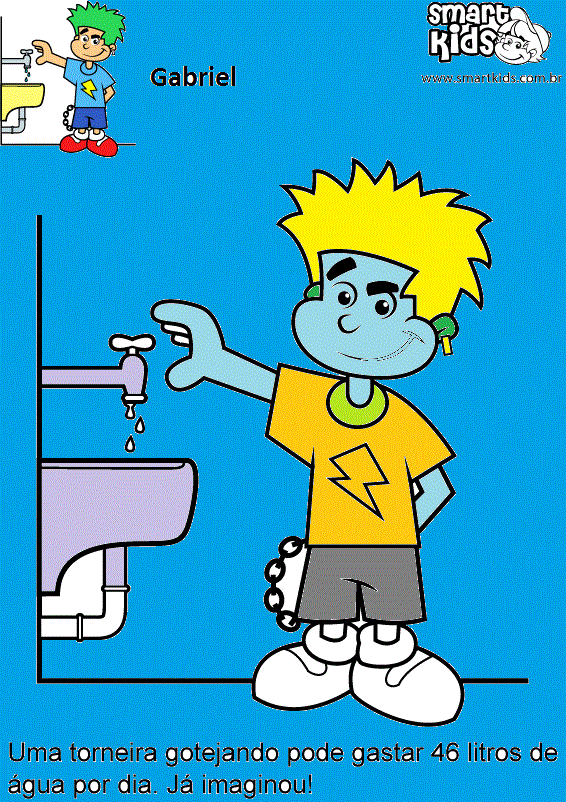 smart
kids
Gabriel
www.smartkids.com.br
Uma torneira gotejando pode gastar 46 litros de
água por dia. Já imaginou!